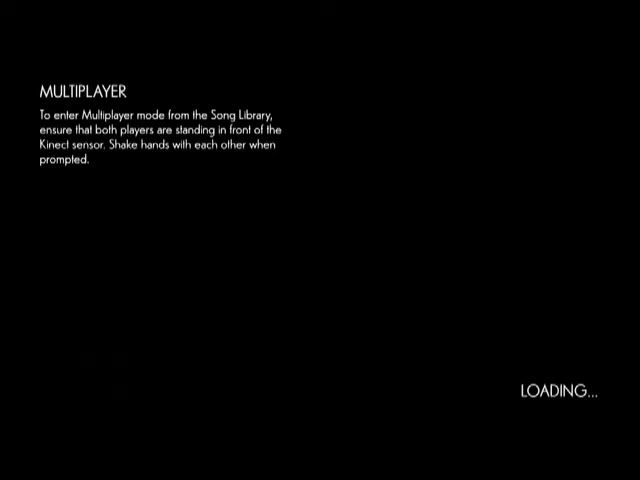 MULTIPLAYER
To enter Multiplayer mode from the Song Library,
ensure that both players are standing in front of the
Kinect sensor. Shake hands with each other when
prompted.
LOADING...